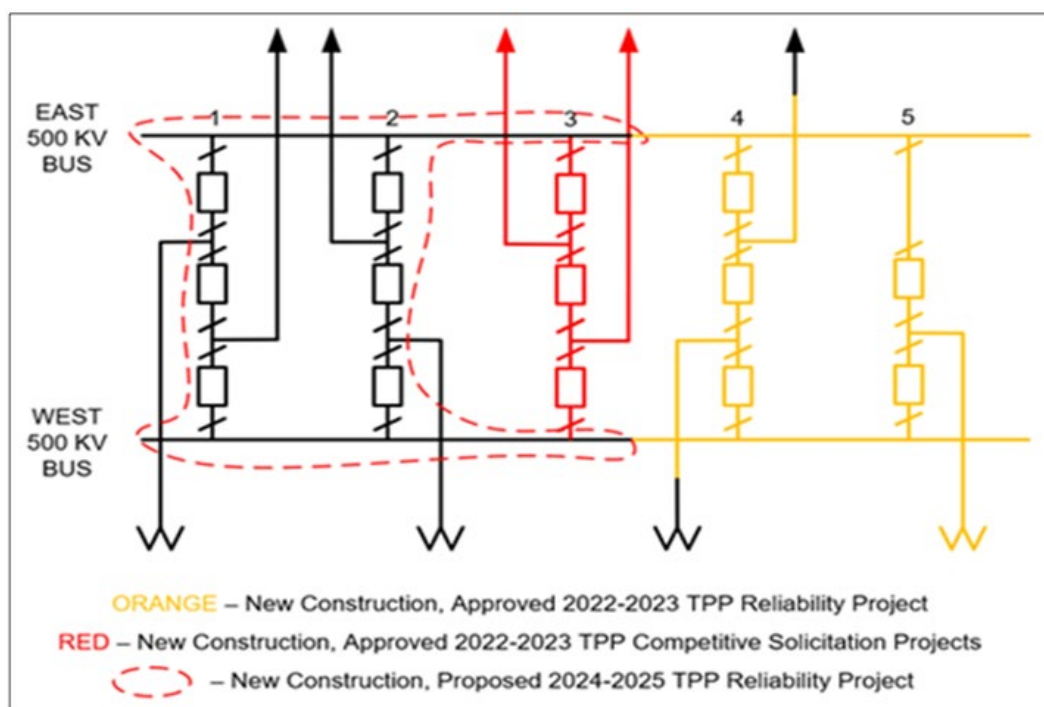 EAST
500 KV
BUS
1
2
3
4
5
WEST
500 KV
BUS
ORANGE – New Construction, Approved 2022-2023 TPP Reliability Project
RED – New Construction, Approved 2022-2023 TPP Competitive Solicitation Projects
– New Construction, Proposed 2024-2025 TPP Reliability Project